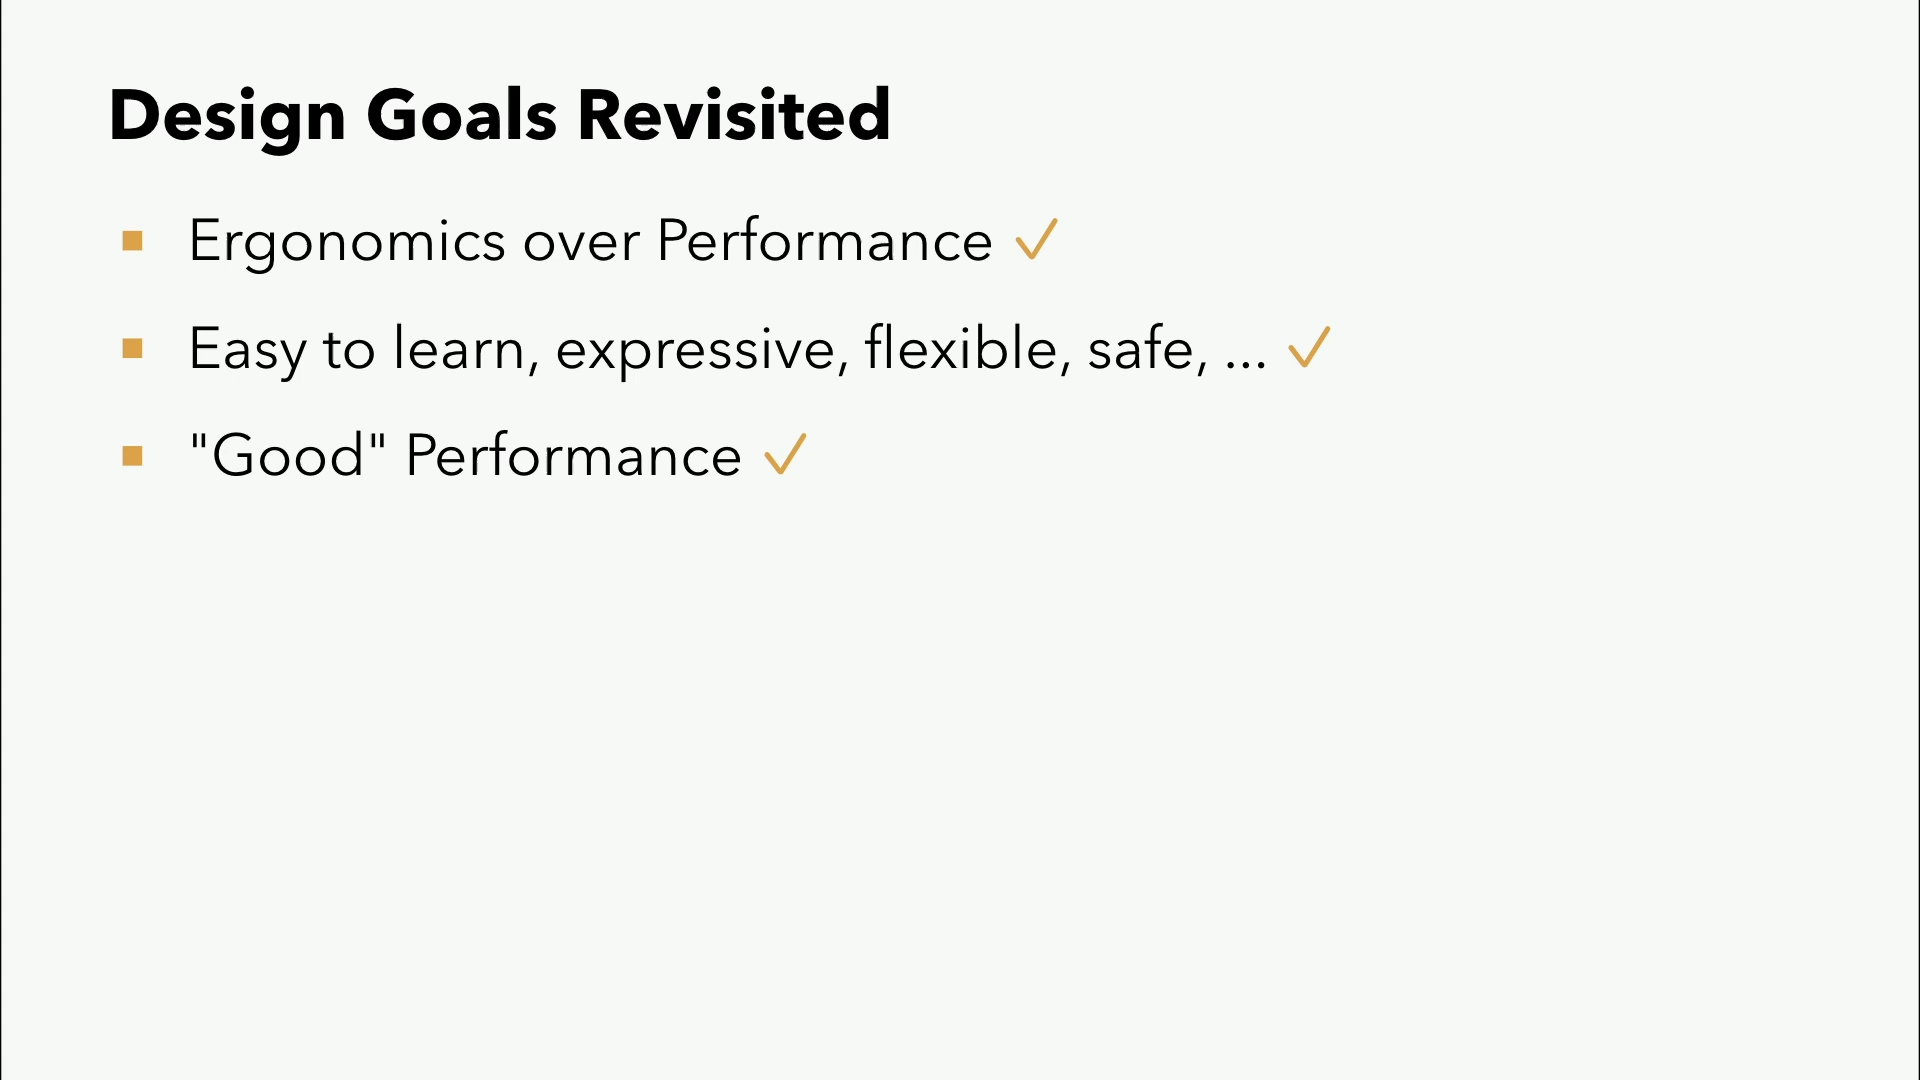 Design Goals Revisited
▪ Ergonomics over Performance ✓
▪ Easy to learn, expressive, flexible, safe, ... ✓
▪ "Good" Performance ✓